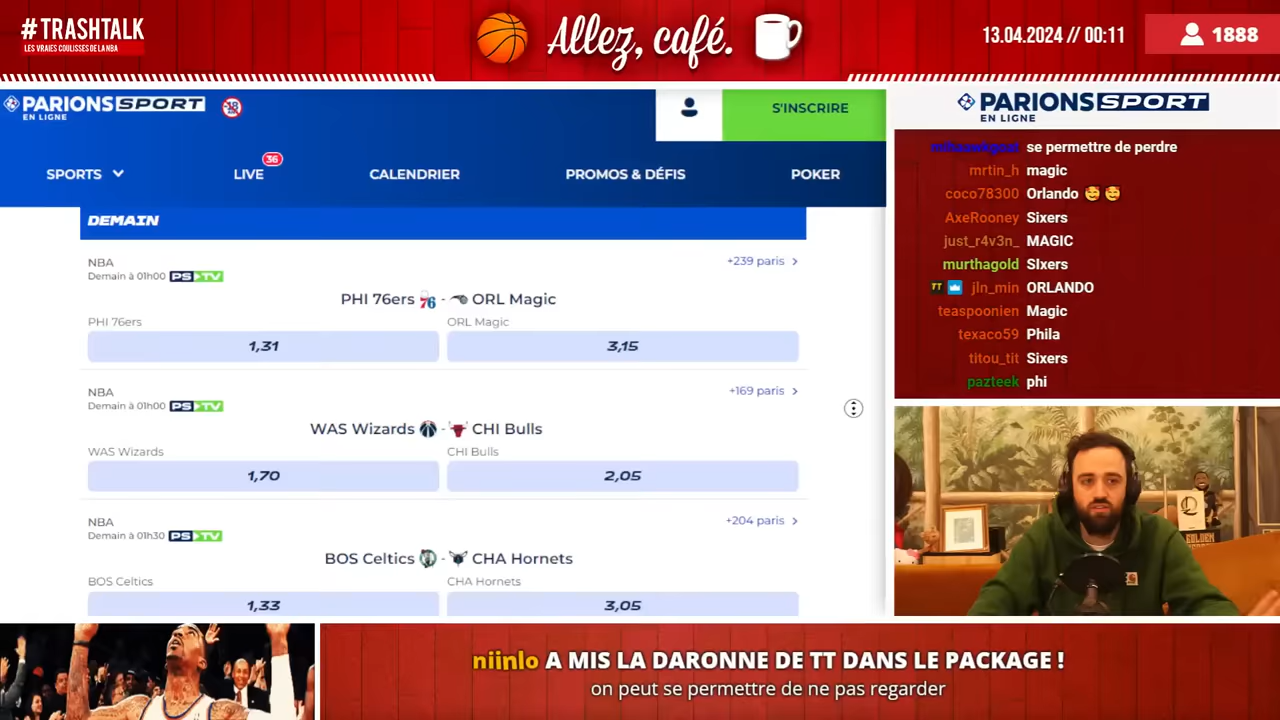 #TRASHTALK
LES VRAIES COULISSES DE LA NBA
Allez, café.
13.04.2024 // 00:11
1888
PARIONS SPORT
EN LIGNE
-18
S'INSCRIRE
SPORTS
LIVE
36
CALENDRIER
PROMOS & DÉFIS
POKER
DEMAIN
NBA
+239 paris
Demain à 01h00 PS TV
PHI 76ers 76 - ORL Magic
PHI 76ers
ORL Magic
1,31
3,15
NBA
+169 paris
Demain à 01h00 PS TV
WAS Wizards - CHI Bulls
WAS Wizards
CHI Bulls
1,70
2,05
NBA
+204 paris
Demain à 01h30 PS TV
BOS Celtics - CHA Hornets
BOS Celtics
CHA Hornets
1,33
3,05
PARIONS SPORT
EN LIGNE
se permettre de perdre
mrtin_h magic
coco78300 Orlando 🥰 🥰
AxeRooney Sixers
just_r4v3n_ MAGIC
murthagold SIxers
TT jln_min ORLANDO
teaspoonien Magic
texaco59 Phila
titou_tit Sixers
pazteek phi
niinlo A MIS LA DARONNE DE TT DANS LE PACKAGE !
on peut se permettre de ne pas regarder